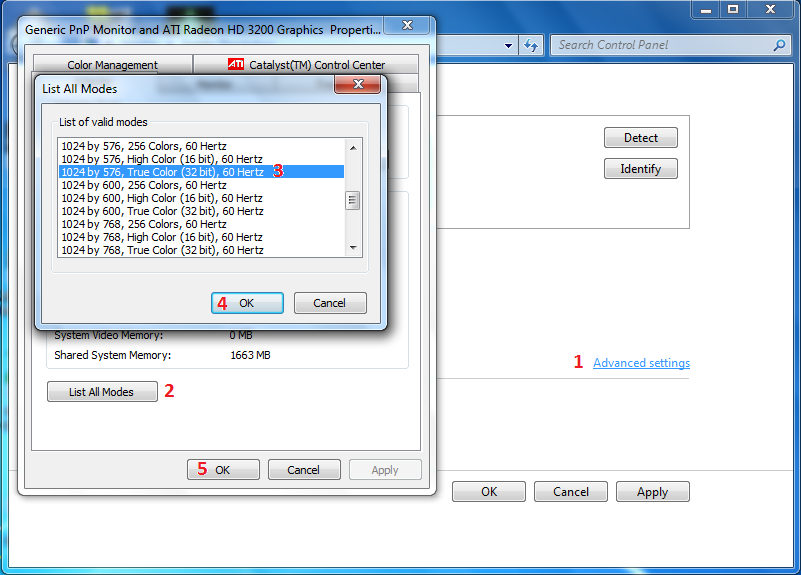 Generic PnP Monitor and ATI Radeon HD 3200 Graphics Properti...
Search Control Panel
Color Management
ATI Catalyst(TM) Control Center
List All Modes
List of valid modes
1024 by 576, 256 Colors, 60 Hertz
1024 by 576, High Color (16 bit), 60 Hertz
1024 by 576, True Color (32 bit), 60 Hertz 3
1024 by 600, 256 Colors, 60 Hertz
1024 by 600, High Color (16 bit), 60 Hertz
1024 by 600, True Color (32 bit), 60 Hertz
1024 by 768, 256 Colors, 60 Hertz
1024 by 768, High Color (16 bit), 60 Hertz
1024 by 768, True Color (32 bit), 60 Hertz
4 OK
Cancel
Detect
Identify
System Video Memory: 0 MB
Shared System Memory: 1663 MB
1 Advanced settings
List All Modes 2
5 OK
Cancel
Apply
OK
Cancel
Apply